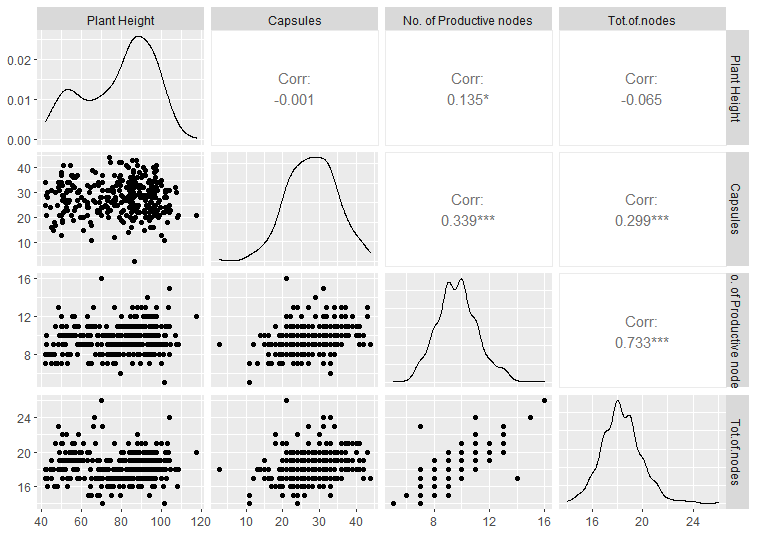 Plant Height Capsules No. of Productive nodes Tot.of.nodes
0.02
0.01
0.00
Corr:
-0.001
Corr:
0.135*
Corr:
-0.065
Plant Height
40
30
20
10
Corr:
0.339***
Corr:
0.299***
Capsules
16
12
8
Corr:
0.733***
o. of Productive node
24
20
16
Tot.of.nodes
40 60 80 100 120
10 20 30 40
8 12 16
16 20 24